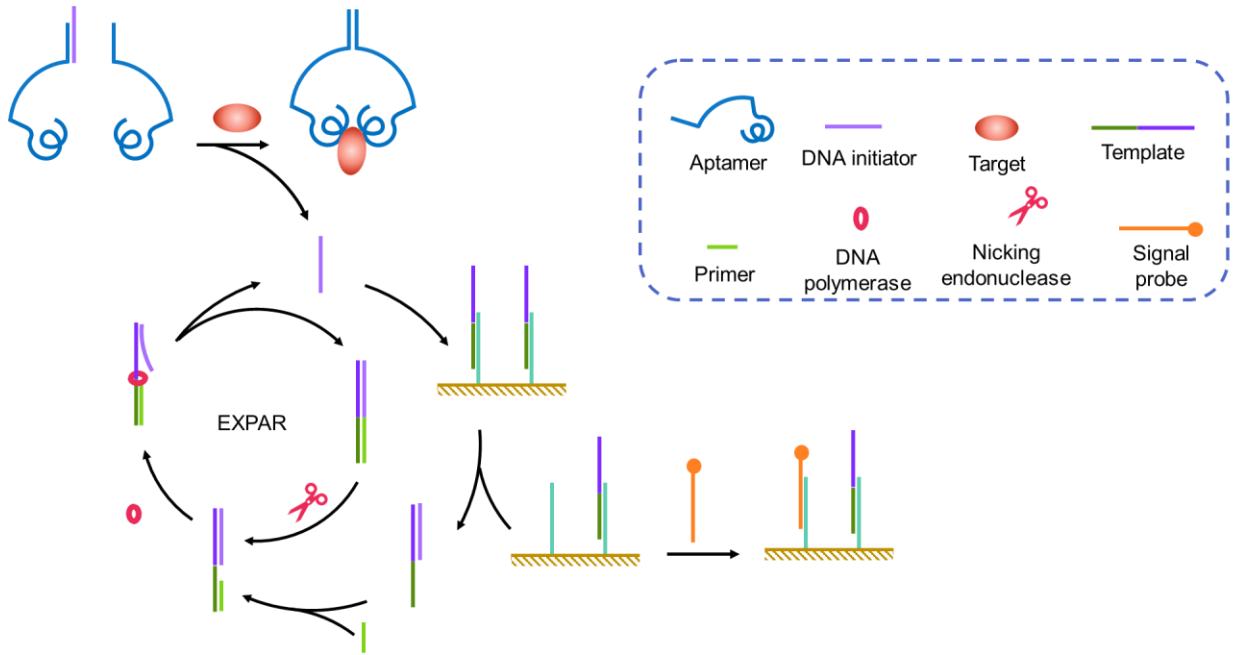 Aptamer
DNA initiator
Target
Template
Primer
DNA
polymerase
Nicking
endonuclease
Signal
probe
EXPAR